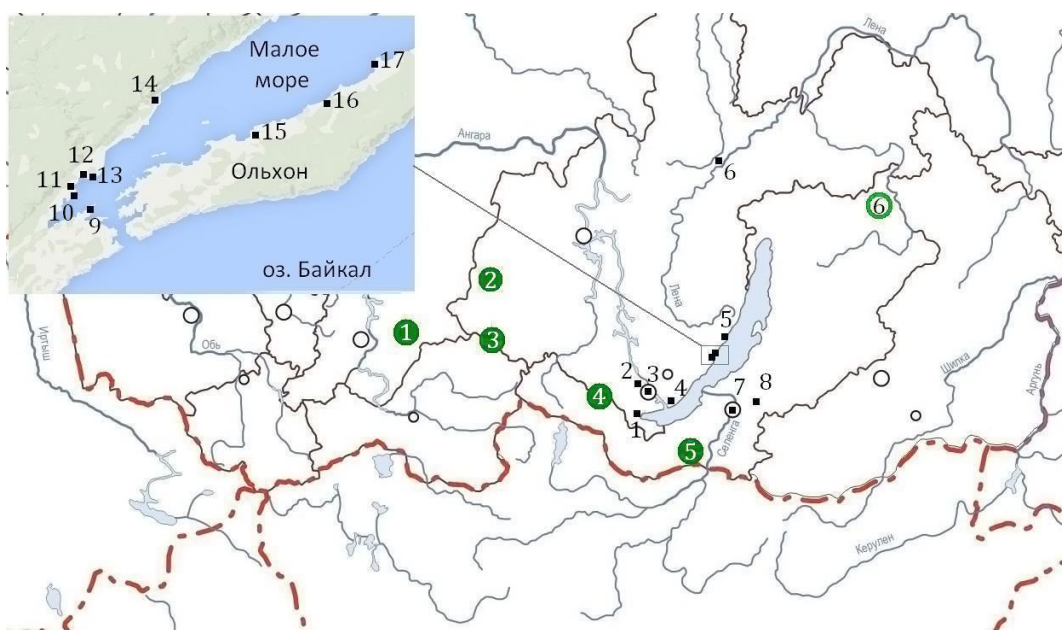 Малое
море
17
14
16
15
12
13
11
Ольхон
10
9
оз. Байкал
Лена
Ангара
6
6
2
Лена
5
1
3
Иртыш
Обь
2
3
4
7
8
4
1
5
Селенга
Шилка
Аргунь
Керулен